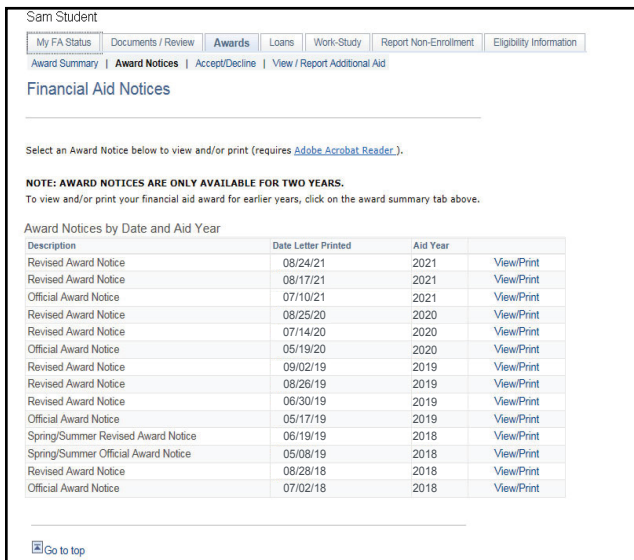 Sam Student
My FA Status Documents / Review Awards Loans Work-Study Report Non-Enrollment Eligibility Information
Award Summary | Award Notices | Accept/Decline | View / Report Additional Aid
Financial Aid Notices
Select an Award Notice below to view and/or print (requires Adobe Acrobat Reader ).
NOTE: AWARD NOTICES ARE ONLY AVAILABLE FOR TWO YEARS.
To view and/or print your financial aid award for earlier years, click on the award summary tab above.
Award Notices by Date and Aid Year
Description Date Letter Printed Aid Year
Revised Award Notice 08/24/21 2021 View/Print
Revised Award Notice 08/17/21 2021 View/Print
Official Award Notice 07/10/21 2021 View/Print
Revised Award Notice 08/25/20 2020 View/Print
Revised Award Notice 07/14/20 2020 View/Print
Official Award Notice 05/19/20 2020 View/Print
Revised Award Notice 09/02/19 2019 View/Print
Revised Award Notice 08/26/19 2019 View/Print
Revised Award Notice 06/30/19 2019 View/Print
Official Award Notice 05/17/19 2019 View/Print
Spring/Summer Revised Award Notice 06/19/19 2018 View/Print
Spring/Summer Official Award Notice 05/08/19 2018 View/Print
Revised Award Notice 08/28/18 2018 View/Print
Official Award Notice 07/02/18 2018 View/Print
Go to top